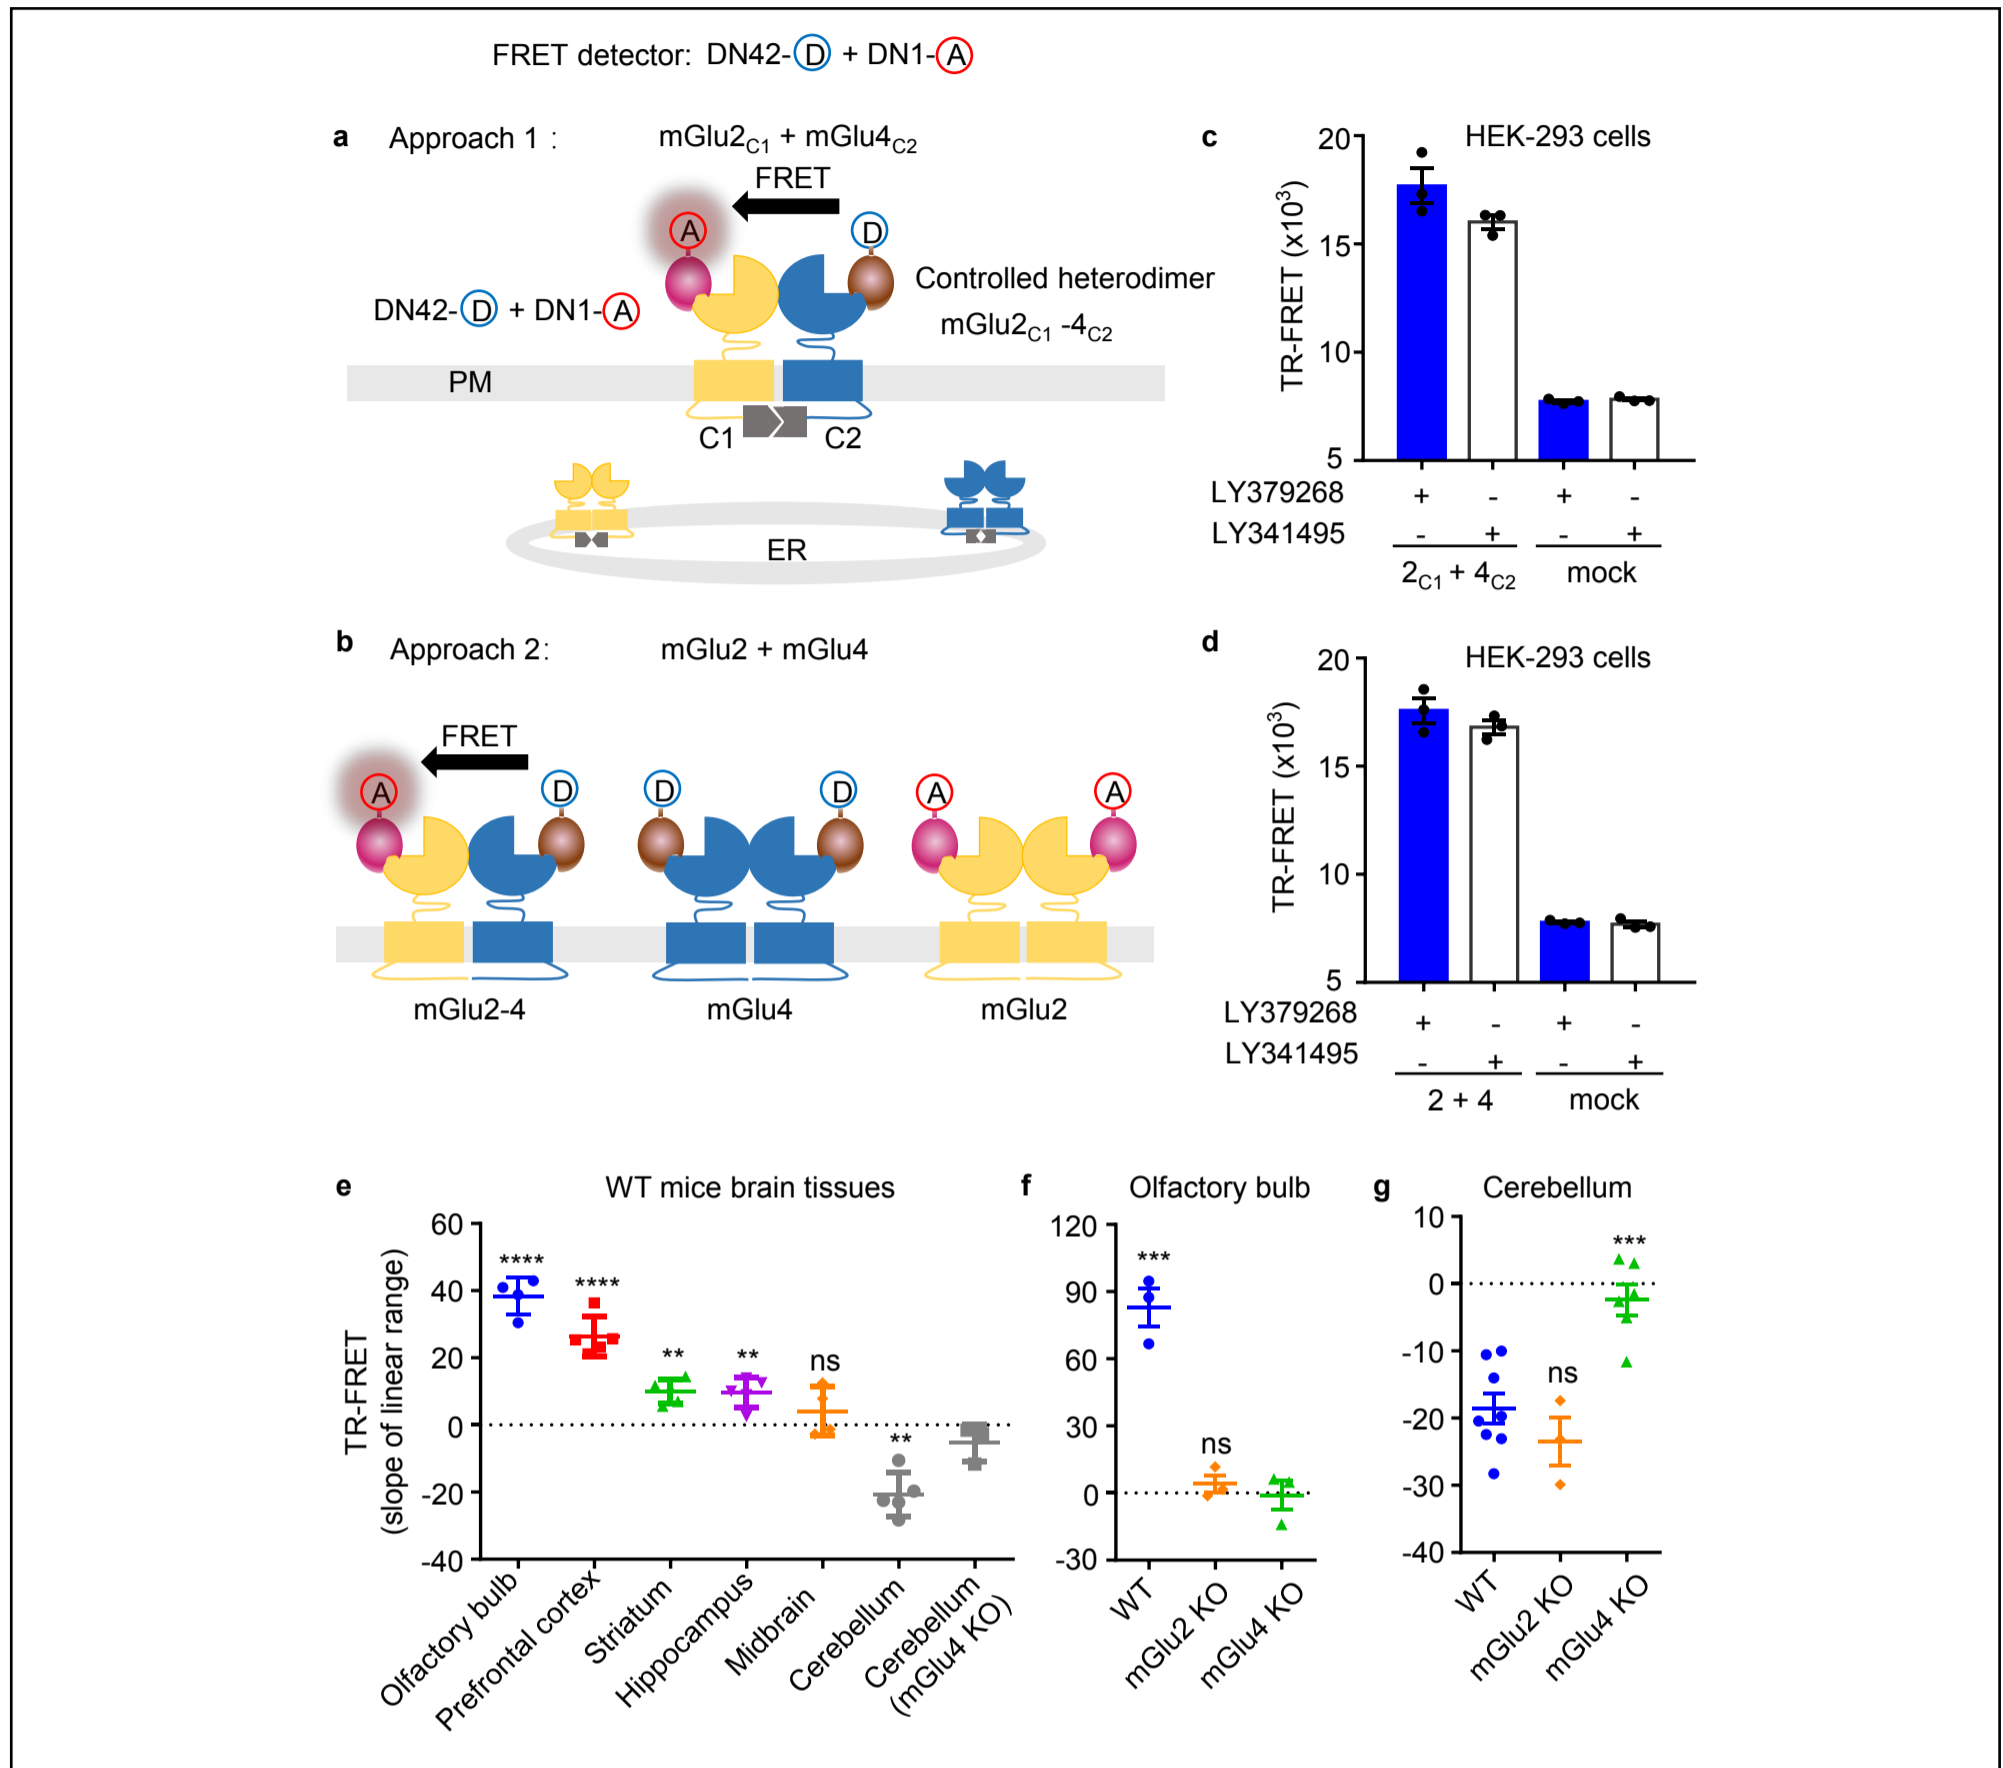 FRET detector: DN42-D + DN1-A
a Approach 1 : mGlu2C1 + mGlu4C2
FRET
A D
DN42-D + DN1-A
Controlled heterodimer
mGlu2C1 -4C2
PM
C1 C2
ER
c HEK-293 cells
TR-FRET (x10³)
20
15
10
5
LY379268 + - + -
LY341495 - + - +
2C1 + 4C2 mock
b Approach 2: mGlu2 + mGlu4
FRET
A D D D A A
mGlu2-4 mGlu4 mGlu2
d HEK-293 cells
TR-FRET (x10³)
20
15
10
5
LY379268 + - + -
LY341495 - + - +
2 + 4 mock
e WT mice brain tissues
TR-FRET
(slope of linear range)
60
40
20
0
-20
-40
**** **** ** ** ns ** 
Olfactory bulb
Prefrontal cortex
Striatum
Hippocampus
Midbrain
Cerebellum
Cerebellum
(mGlu4 KO)
f Olfactory bulb
120
90
60
30
0
-30
*** ns
WT
mGlu2 KO
mGlu4 KO
g Cerebellum
10
0
-10
-20
-30
-40
ns ***
WT
mGlu2 KO
mGlu4 KO